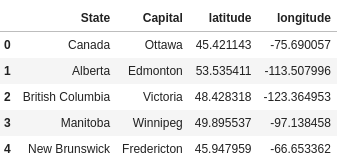 State Capital latitude longitude
0 Canada Ottawa 45.421143 -75.690057
1 Alberta Edmonton 53.535411 -113.507996
2 British Columbia Victoria 48.428318 -123.364953
3 Manitoba Winnipeg 49.895537 -97.138458
4 New Brunswick Fredericton 45.947959 -66.653362